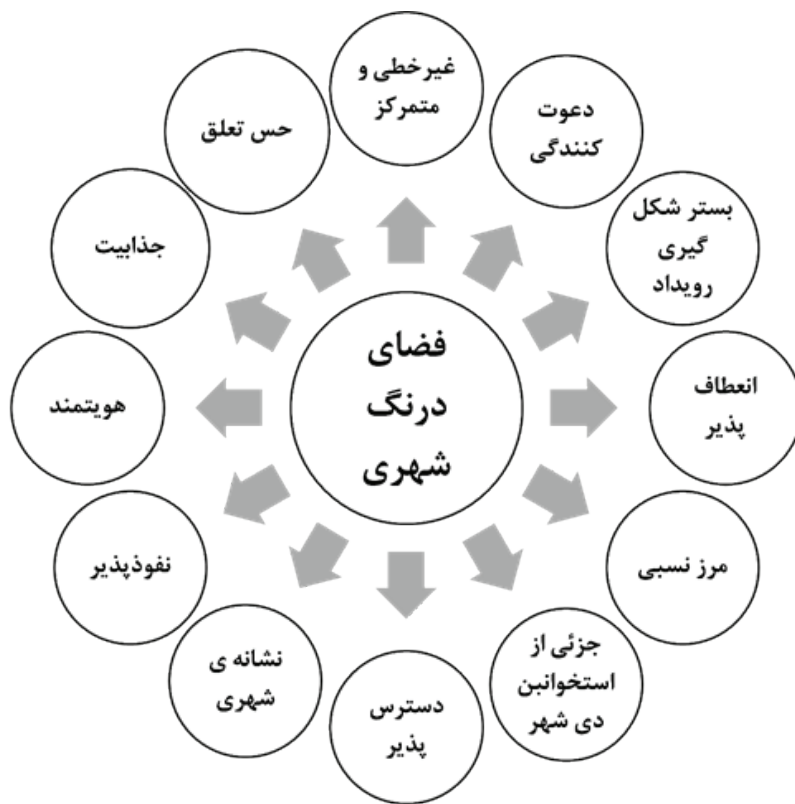 فضای
درنگ
شهری
غیرخطی و
متمرکز
دعوت
کنندگی
بستر شکل
گیری
رویداد
انعطاف
پذیر
مرز نسبی
جزئی از
استخوانبن
دی شهر
دسترس
پذیر
نشانه ی
شهری
نفوذپذیر
هویتمند
جذابیت
حس تعلق